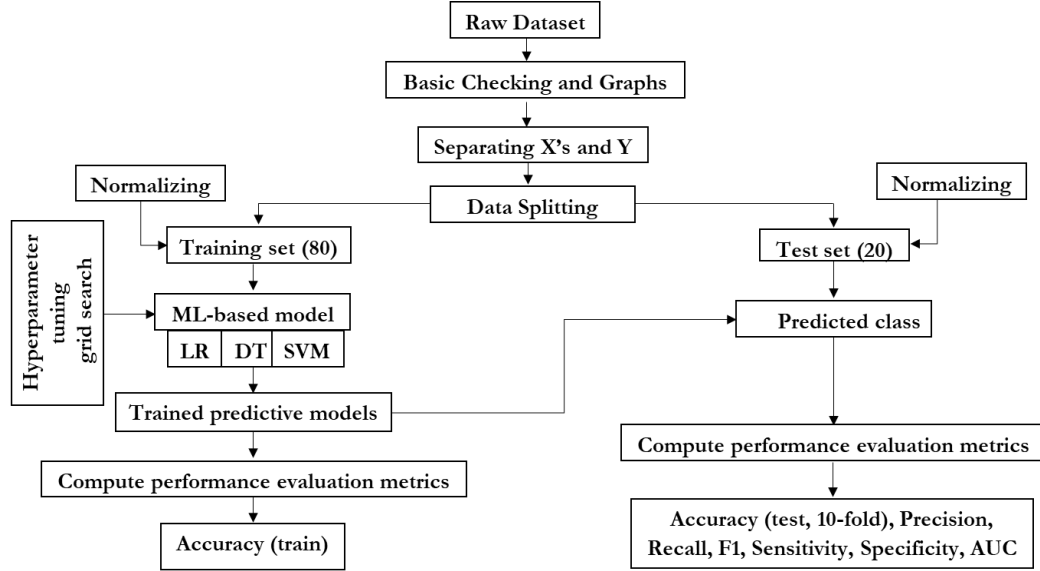 Raw Dataset
Basic Checking and Graphs
Separating X's and Y
Normalizing
Normalizing
Data Splitting
Training set (80)
Test set (20)
Hyperparameter
tuning
grid search
ML-based model
LR DT SVM
Predicted class
Trained predictive models
Compute performance evaluation metrics
Compute performance evaluation metrics
Accuracy (train)
Accuracy (test, 10-fold), Precision,
Recall, F1, Sensitivity, Specificity, AUC